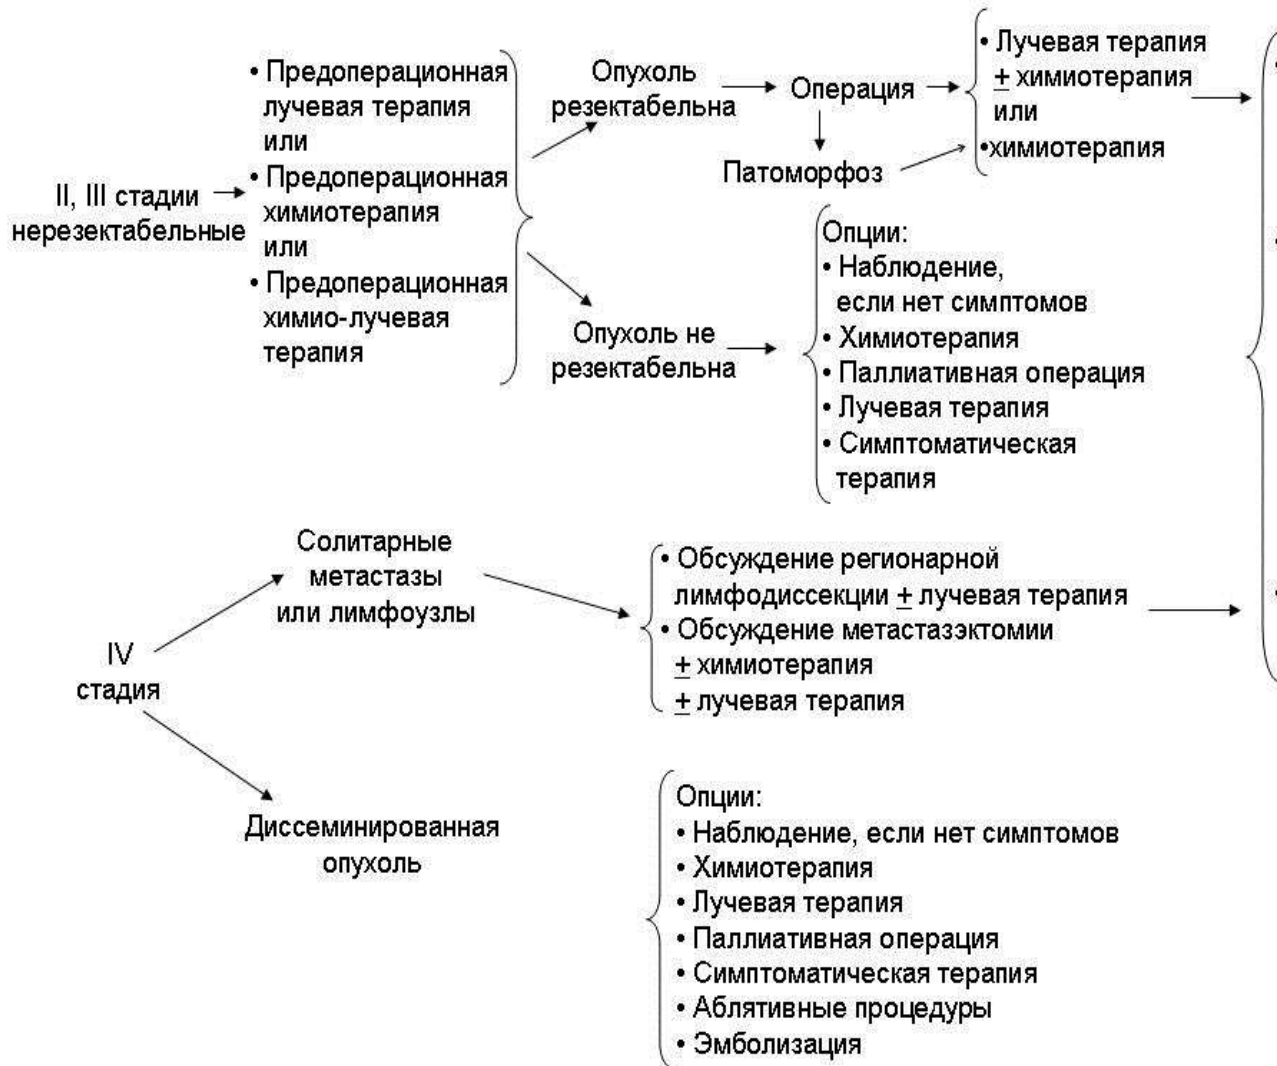 II, III стадии
нерезектабельные
• Предоперационная
лучевая терапия
или
• Предоперационная
химиотерапия
или
• Предоперационная
химио-лучевая
терапия
Опухоль
резектабельна
Операция
Патоморфоз
• Лучевая терапия
± химиотерапия
или
•химиотерапия
Опухоль не
резектабельна
Опции:
• Наблюдение,
если нет симптомов
• Химиотерапия
• Паллиативная операция
• Лучевая терапия
• Симптоматическая
терапия
IV
стадия
Солитарные
метастазы
или лимфоузлы
• Обсуждение регионарной
лимфодиссекции ± лучевая терапия
• Обсуждение метастазэктомии
± химиотерапия
± лучевая терапия
Диссеминированная
опухоль
Опции:
• Наблюдение, если нет симптомов
• Химиотерапия
• Лучевая терапия
• Паллиативная операция
• Симптоматическая терапия
• Аблятивные процедуры
• Эмболизация